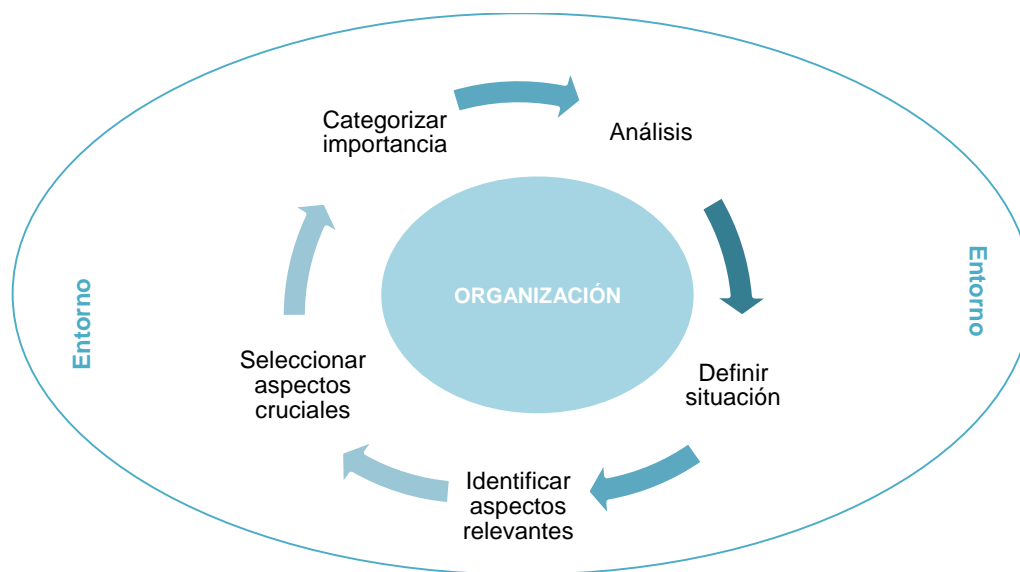 Categorizar
importancia
Análisis
Entorno
ORGANIZACIÓN
Entorno
Seleccionar
aspectos
cruciales
Definir
situación
Identificar
aspectos
relevantes